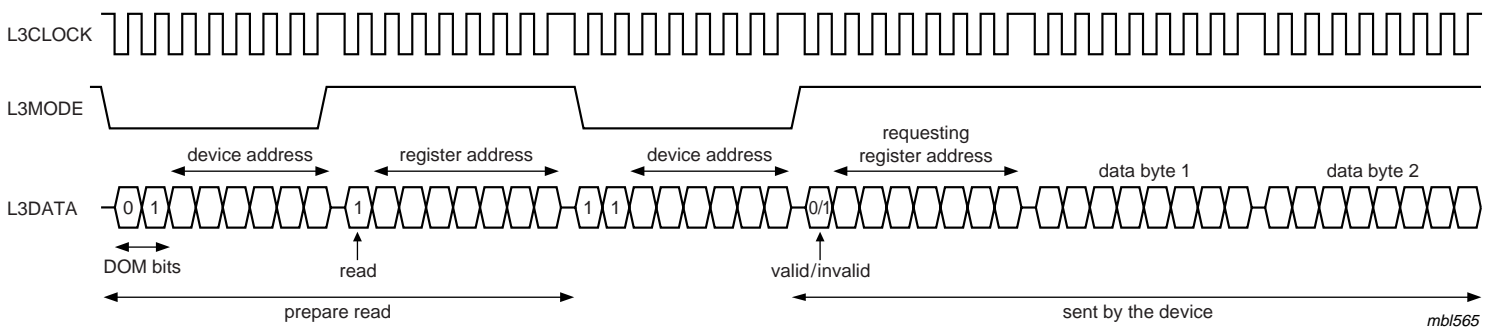 L3CLOCK
L3MODE
device address
register address
device address
requesting
register address
data byte 1
data byte 2
L3DATA
0
1
1
1
1
0/1
DOM bits
read
valid/invalid
prepare read
sent by the device
mbl565